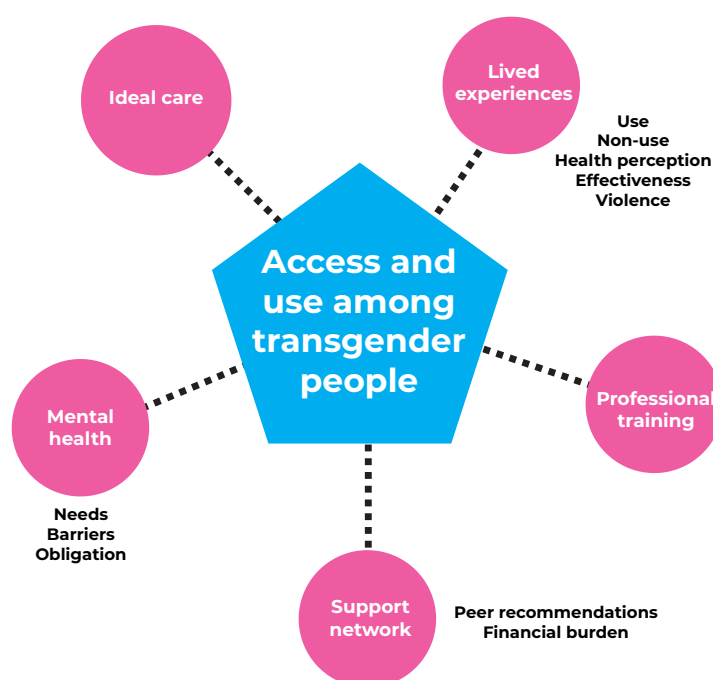 Ideal care
Lived
experiences
Use
Non-use
Health perception
Effectiveness
Violence
Access and
use among
transgender
people
Professional
training
Mental
health
Needs
Barriers
Obligation
Support
network
Peer recommendations
Financial burden